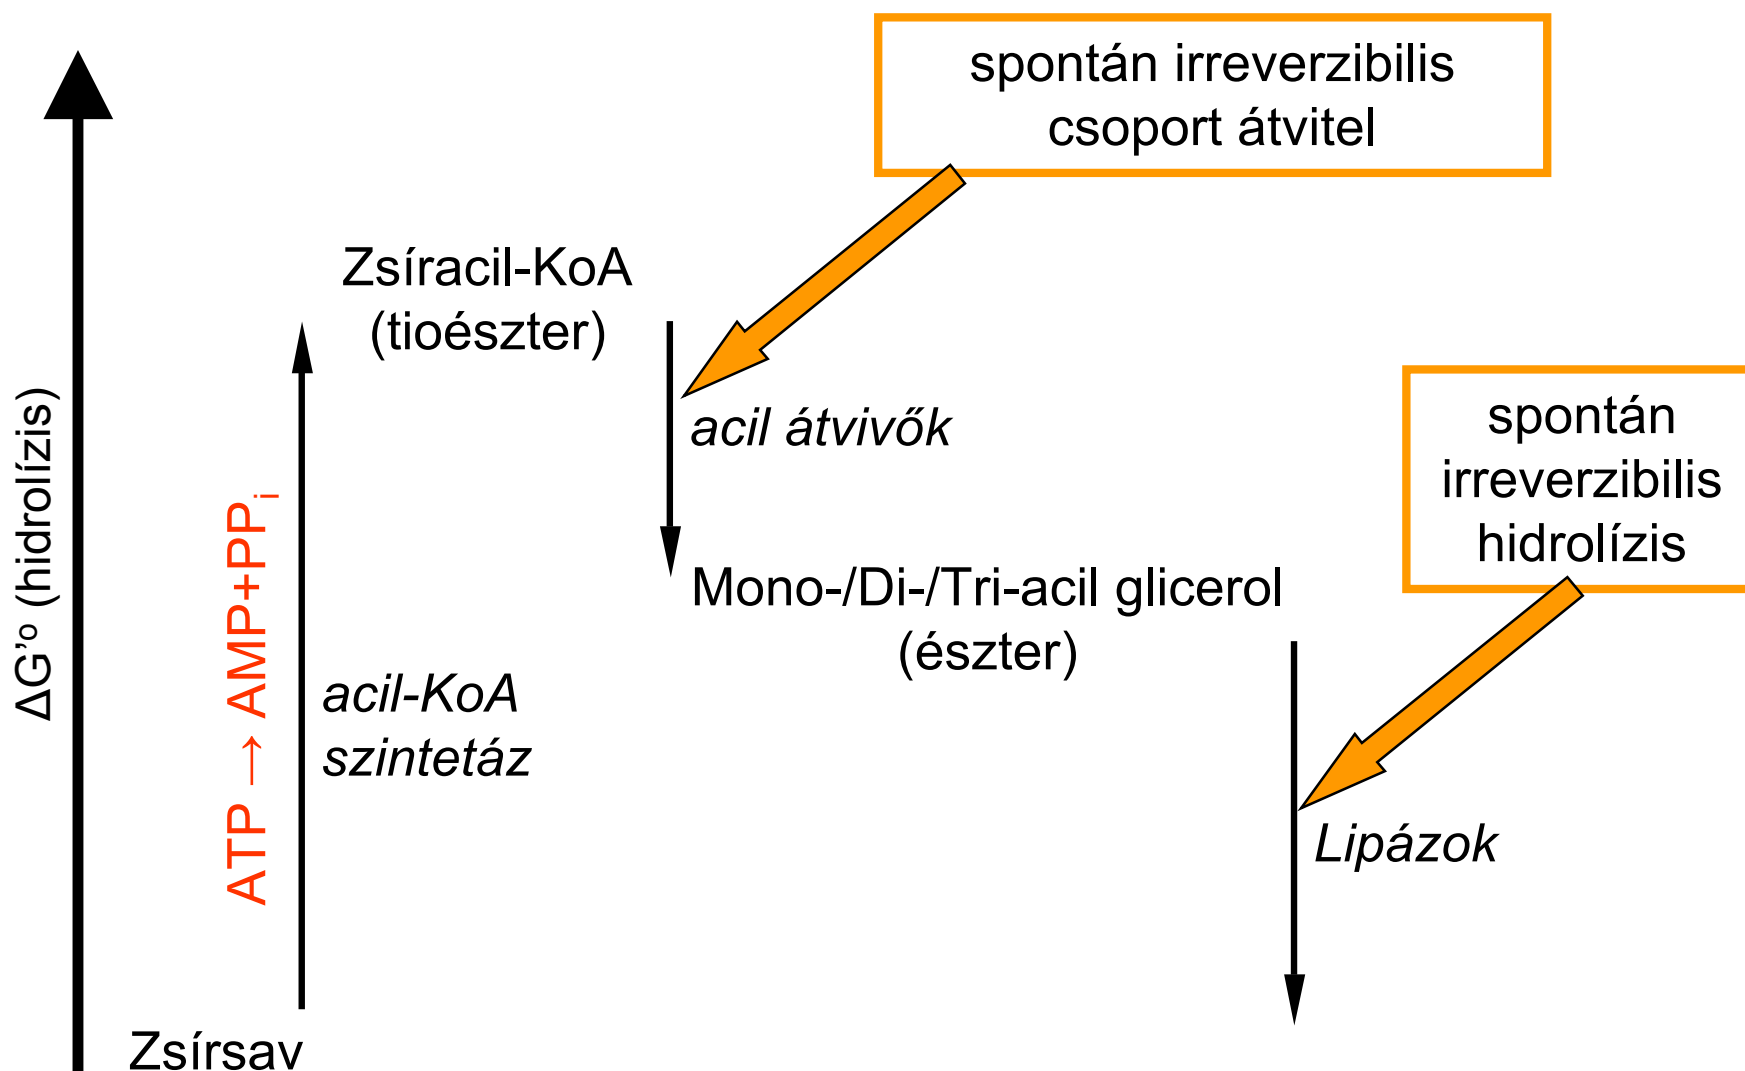 spontán irreverzibilis
csoport átvitel
Zsíracil-KoA
(tioészter)
acil átvivők
spontán
irreverzibilis
hidrolízis
ΔG'º (hidrolízis)
ATP → AMP+PPi
Mono-/Di-/Tri-acil glicerol
(észter)
acil-KoA
szintetáz
Lipázok
Zsírsav